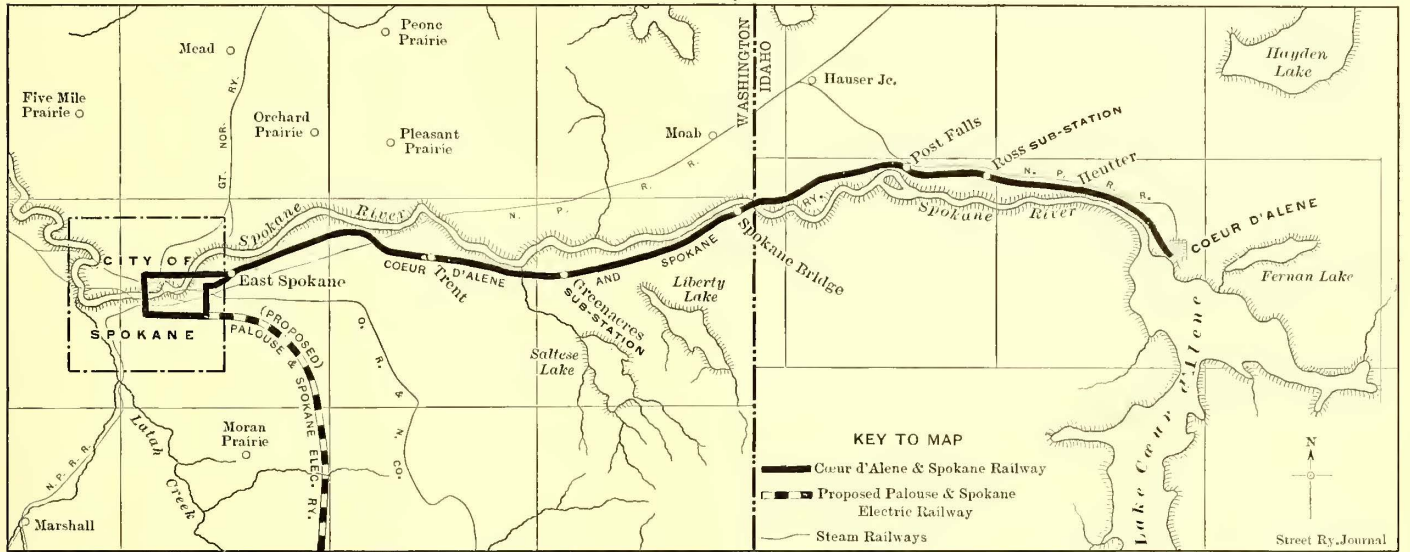 Peone
Prairie
Mead
Five Mile
Prairie
GT. NOR. RY.
Orchard
Prairie
Pleasant
Prairie
Moab
WASHINGTON
IDAHO
Hauser Jc.
Hayden
Lake
Post Falls
Ross SUB-STATION
Heutter
N. P. R. R.
N. P. R. R.
Spokane River
Spokane River
CITY OF
SPOKANE
East Spokane
Trent
COEUR D'ALENE AND SPOKANE RY.
Greenacres
SUB-STATION
Spokane Bridge
Liberty
Lake
Saltese
Lake
COEUR D'ALENE
Fernan Lake
Lake Cœur d'Alene
(PROPOSED)
PALOUSE & SPOKANE ELEC. RY.
O. R. & N. CO.
Moran
Prairie
Latah Creek
N. P. R. R.
Marshall
KEY TO MAP
Cœur d'Alene & Spokane Railway
Proposed Palouse & Spokane
Electric Railway
Steam Railways
N
Street Ry. Journal